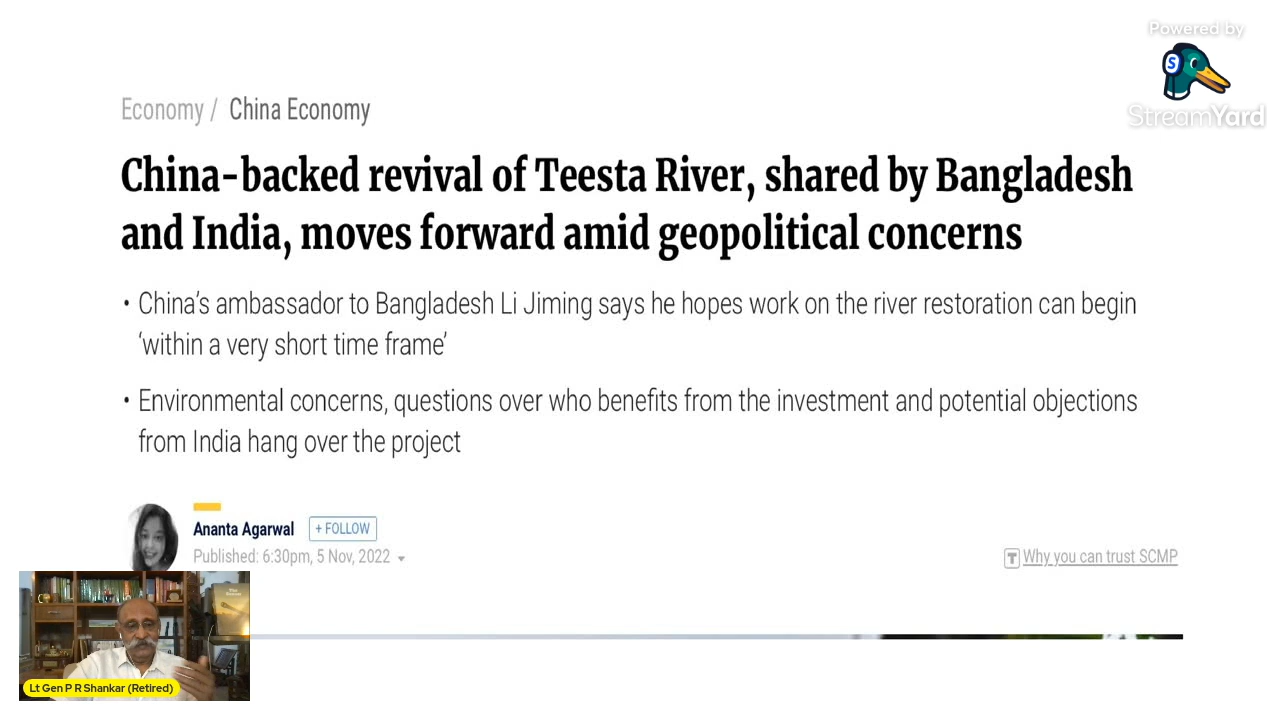 Powered by
S
StreamYard
Economy / China Economy
China-backed revival of Teesta River, shared by Bangladesh
and India, moves forward amid geopolitical concerns
• China’s ambassador to Bangladesh Li Jiming says he hopes work on the river restoration can begin
‘within a very short time frame’
• Environmental concerns, questions over who benefits from the investment and potential objections
from India hang over the project
Ananta Agarwal + FOLLOW
Published: 6:30pm, 5 Nov, 2022
T Why you can trust SCMP
Lt Gen P R Shankar (Retired)